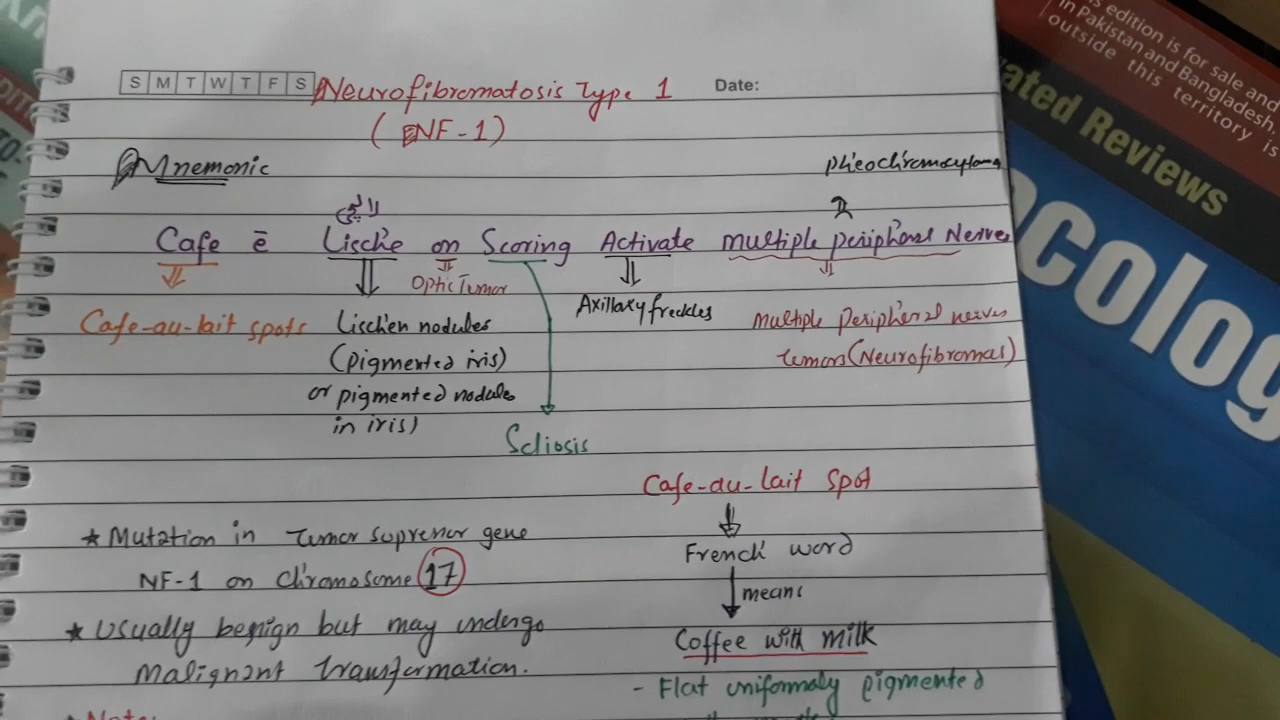 S M T W T F S
Neurofibromatosis Type 1
Date:
(NF-1)
Mnemonic
pheochromocytoma
Cafe ē Lische on Scoring Activate multiple peripheral Nerves
Optic Tumor
Axillary freckles
Cafe-au-lait spots
Lischen nodules
(pigmented iris)
or pigmented nodules
in iris)
multiple peripheral nerves
tumors (Neurofibromas)
Scliosis
Cafe-au-lait spot
French word
means
Coffee with milk
- Flat uniformaly pigmented
* Mutation in Tumor supressor gene
NF-1 on Chromosome 17
* Usually benign but may undergo
Malignant transformation.
Note:
s edition is for sale and
in Pakistan and Bangladesh,
outside this territory is
ated Reviews
colog